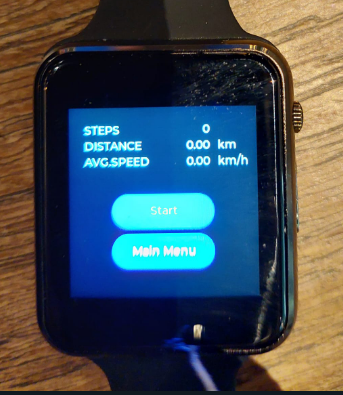 STEPS 0
DISTANCE 0.00 km
AVG.SPEED 0.00 km/h
Start
Main Menu